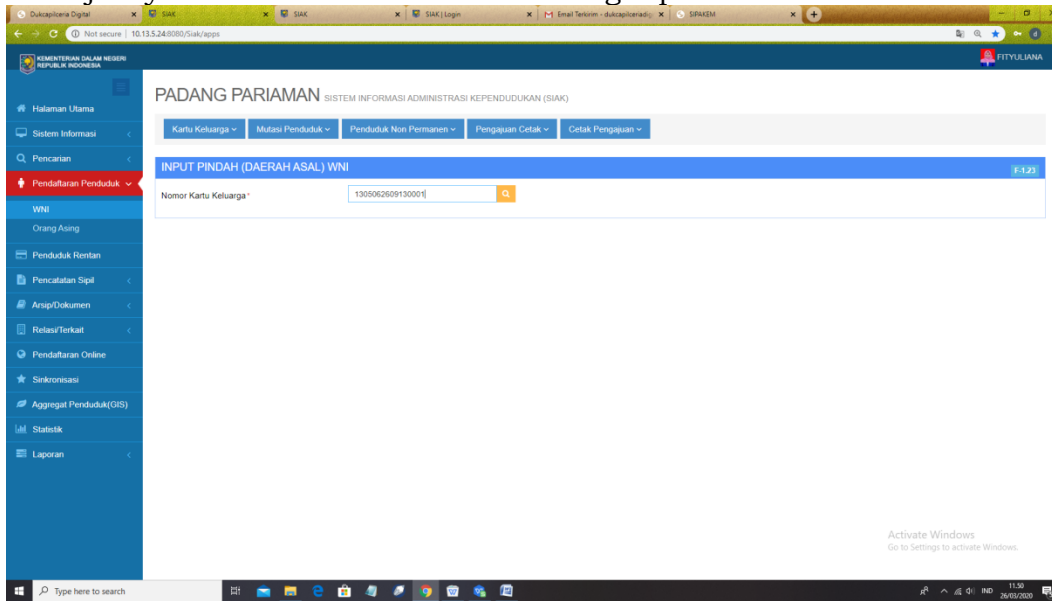 Dukcapilceria Digital
SIAK
SIAK
SIAK | Login
Email Terkirim - dukcapilceriadig
SIPAKEM
Not secure | 10.13.5.24:8080/Siak/apps
KEMENTERIAN DALAM NEGERI
REPUBLIK INDONESIA
FITYULIANA
PADANG PARIAMAN SISTEM INFORMASI ADMINISTRASI KEPENDUDUKAN (SIAK)
Kartu Keluarga
Mutasi Penduduk
Penduduk Non Permanen
Pengajuan Cetak
Cetak Pengajuan
INPUT PINDAH (DAERAH ASAL) WNI
F-1.23
Nomor Kartu Keluarga*
1305062609130001
Halaman Utama
Sistem Informasi
Pencarian
Pendaftaran Penduduk
WNI
Orang Asing
Penduduk Rentan
Pencatatan Sipil
Arsip/Dokumen
Relasi/Terkait
Pendaftaran Online
Sinkronisasi
Aggregat Penduduk(GIS)
Statistik
Laporan
Activate Windows
Go to Settings to activate Windows.
Type here to search
IND
11.50
26/03/2020